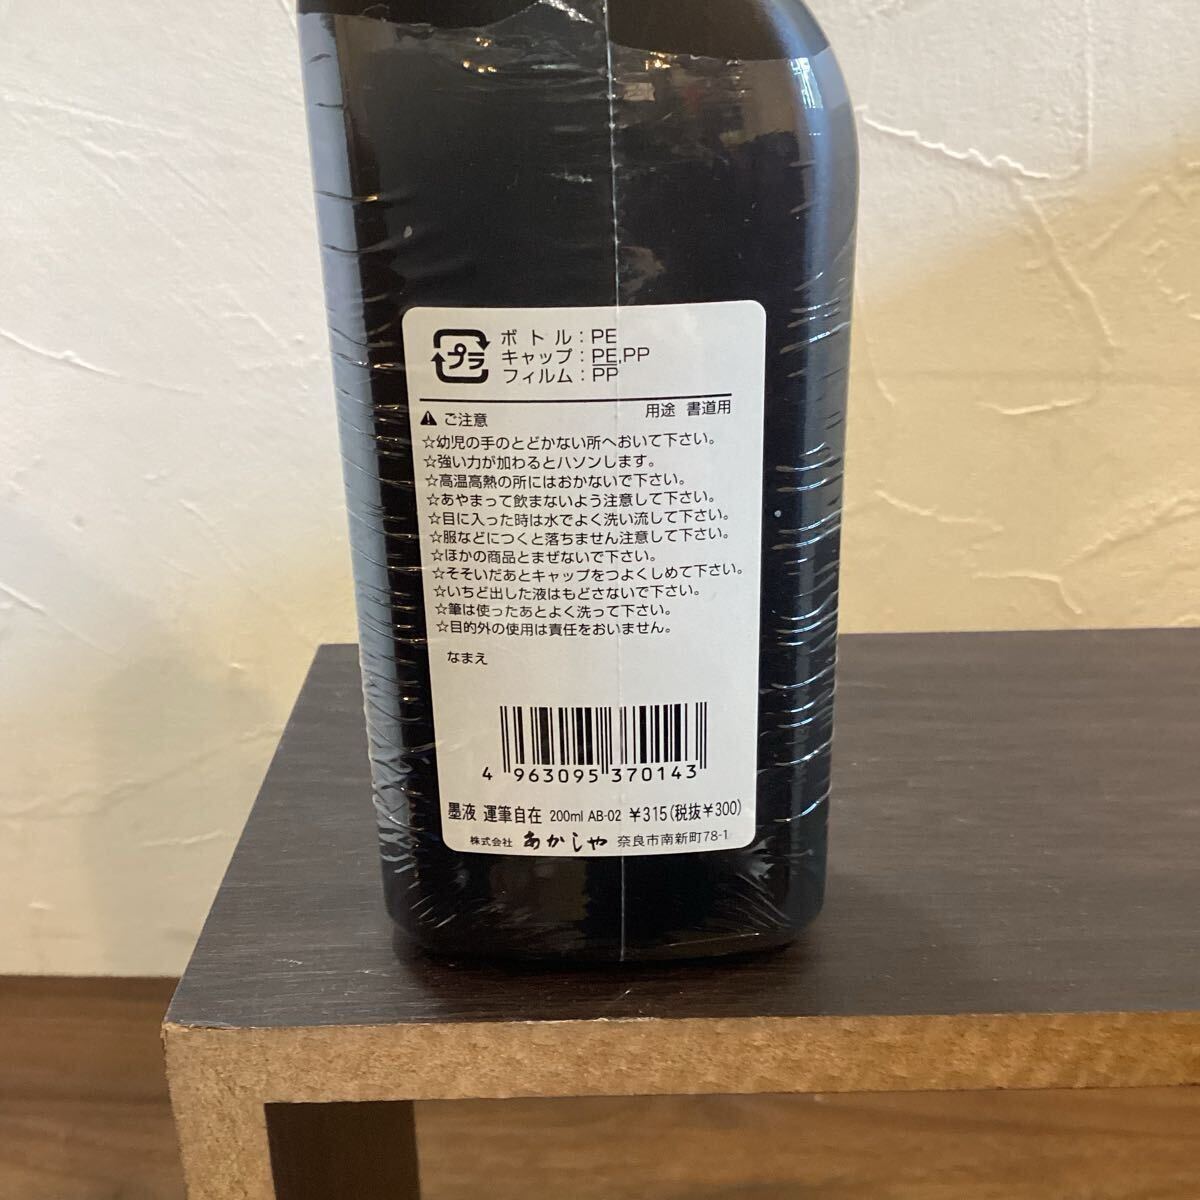 プラ
ボトル：PE
キャップ：PE,PP
フィルム：PP
用途 書道用
ご注意
☆幼児の手のとどかない所へおいて下さい。
☆強い力が加わるとハソンします。
☆高温高熱の所にはおかないで下さい。
☆あやまって飲まないよう注意して下さい。
☆目に入った時は水でよく洗い流して下さい。
☆服などにつくと落ちません注意して下さい。
☆ほかの商品とまぜないで下さい。
☆そそいだあとキャップをつよくしめて下さい。
☆いちど出した液はもどさないで下さい。
☆筆は使ったあとよく洗って下さい。
☆目的外の使用は責任をおいません。
なまえ
4 963095 370143
墨液 運筆自在 200ml AB-02 ¥315(税抜¥300)
株式会社 あかしや 奈良市南新町78-1